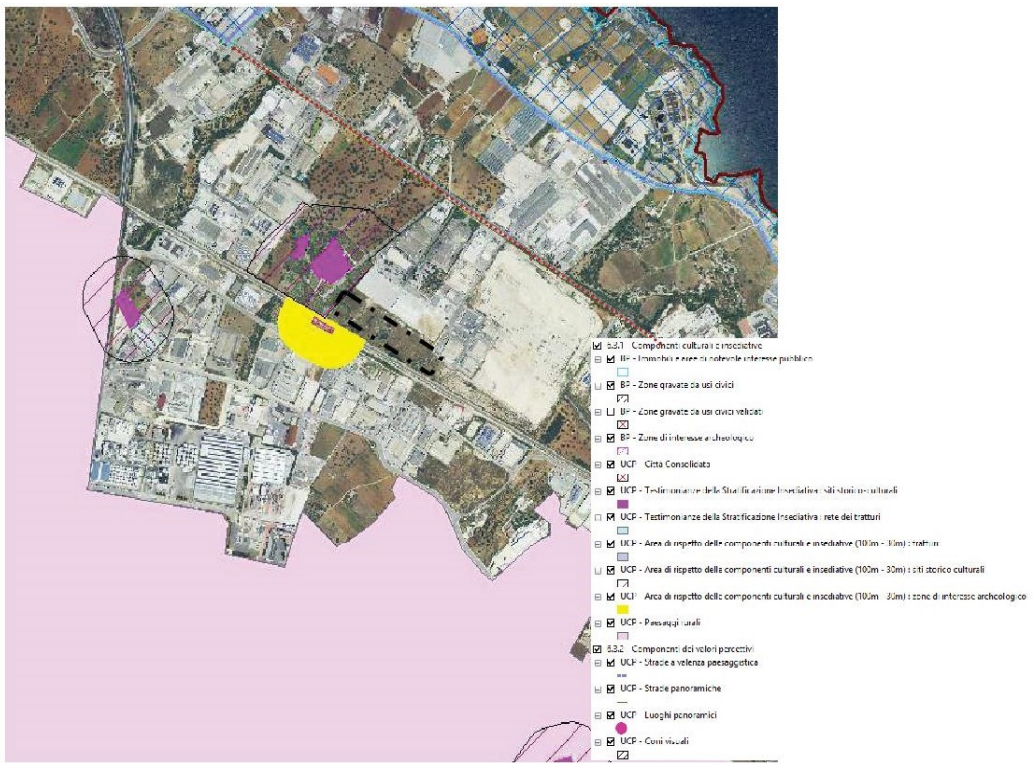 6.3.1 - Componenti culturali e insediative
BP - Immobili e aree di notevole interesse pubblico
BP - Zone gravate da usi civici
BP - Zone gravate da usi civici validati
BP - Zone di interesse archeologico
UCP - Città Consolidata
UCP - Testimonianze della Stratificazione Insediativa : siti storico-culturali
UCP - Testimonianze della Stratificazione Insediativa : rete dei tratturi
UCP - Area di rispetto delle componenti culturali e insediative (100m - 30m) : tratturi
UCP - Area di rispetto delle componenti culturali e insediative (100m - 30m) : siti storico culturali
UCP - Area di rispetto delle componenti culturali e insediative (100m - 30m) : zone di interesse archeologico
UCP - Paesaggi rurali
6.3.2 - Componenti dei valori percettivi
UCP - Strade a valenza paesaggistica
UCP - Strade panoramiche
UCP - Luoghi panoramici
UCP - Coni visuali